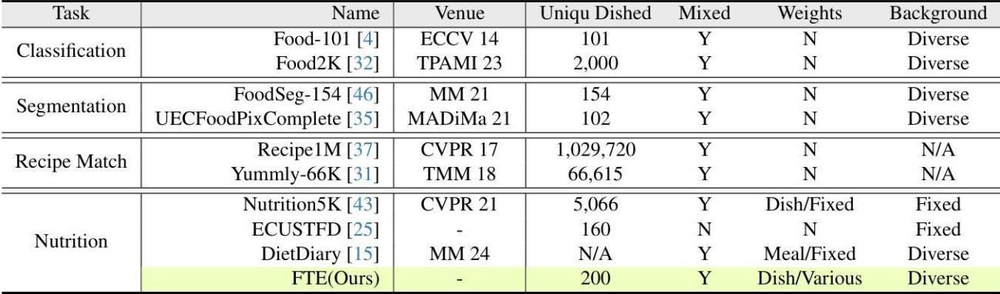 Task Name Venue Uniqu Dished Mixed Weights Background
Classification
Food-101 [4] ECCV 14 101 Y N Diverse
Food2K [32] TPAMI 23 2,000 Y N Diverse
Segmentation
FoodSeg-154 [46] MM 21 154 Y N Diverse
UECFoodPixComplete [35] MADiMa 21 102 Y N Diverse
Recipe Match
Recipe1M [37] CVPR 17 1,029,720 Y N N/A
Yummly-66K [31] TMM 18 66,615 Y N N/A
Nutrition
Nutrition5K [43] CVPR 21 5,066 Y Dish/Fixed Fixed
ECUSTFD [25] - 160 N N Fixed
DietDiary [15] MM 24 N/A Y Meal/Fixed Diverse
FTE(Ours) - 200 Y Dish/Various Diverse